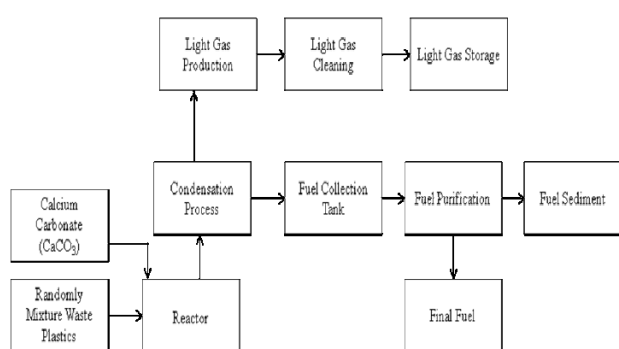 Light Gas
Production
Light Gas
Cleaning
Light Gas Storage
Condensation
Process
Fuel Collection
Tank
Fuel Purification
Fuel Sediment
Calcium
Carbonate
(CaCO₃)
Randomly
Mixture Waste
Plastics
Reactor
Final Fuel